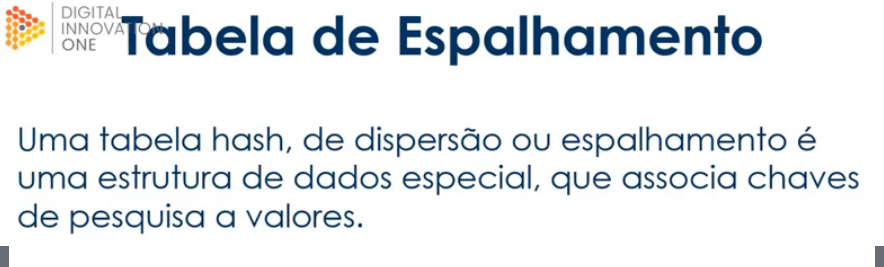 DIGITAL
INNOVATION
ONE
Tabela de Espalhamento
Uma tabela hash, de dispersão ou espalhamento é
uma estrutura de dados especial, que associa chaves
de pesquisa a valores.